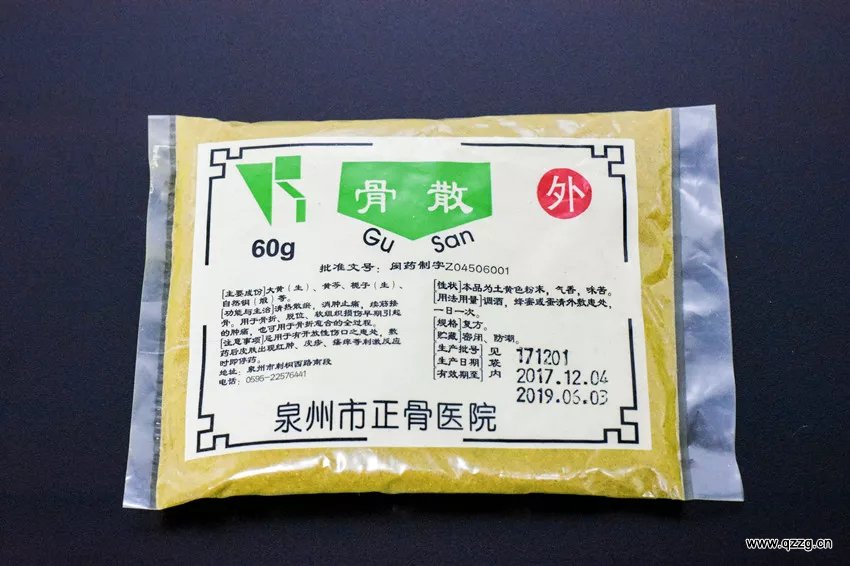 骨散
外
Gu San
60g
批准文号：闽药制字Z04506001
[主要成份]大黄（生）、黄芩、栀子（生）、
自然铜（煅）等。
[功能与主治]清热散瘀，消肿止痛，续筋接
骨。用于骨折、脱位、软组织损伤早期引起
的肿痛，也可用于骨折愈合的全过程。
[注意事项]忌用于有开放性伤口之患处，敷
药后皮肤出现红肿、皮疹、瘙痒等刺激反应
时即停药。
地址：泉州市刺桐西路南段
电话：0595-22576441
[性状]本品为土黄色粉末，气香，味苦。
[用法用量]调酒，蜂蜜或蛋清外敷患处，
一日一次。
[规格]复方。
[贮藏]密闭、防潮。
[生产批号]见 171201
[生产日期]袋 2017.12.04
[有效期至]内 2019.06.03
泉州市正骨医院
www.qzzg.cn